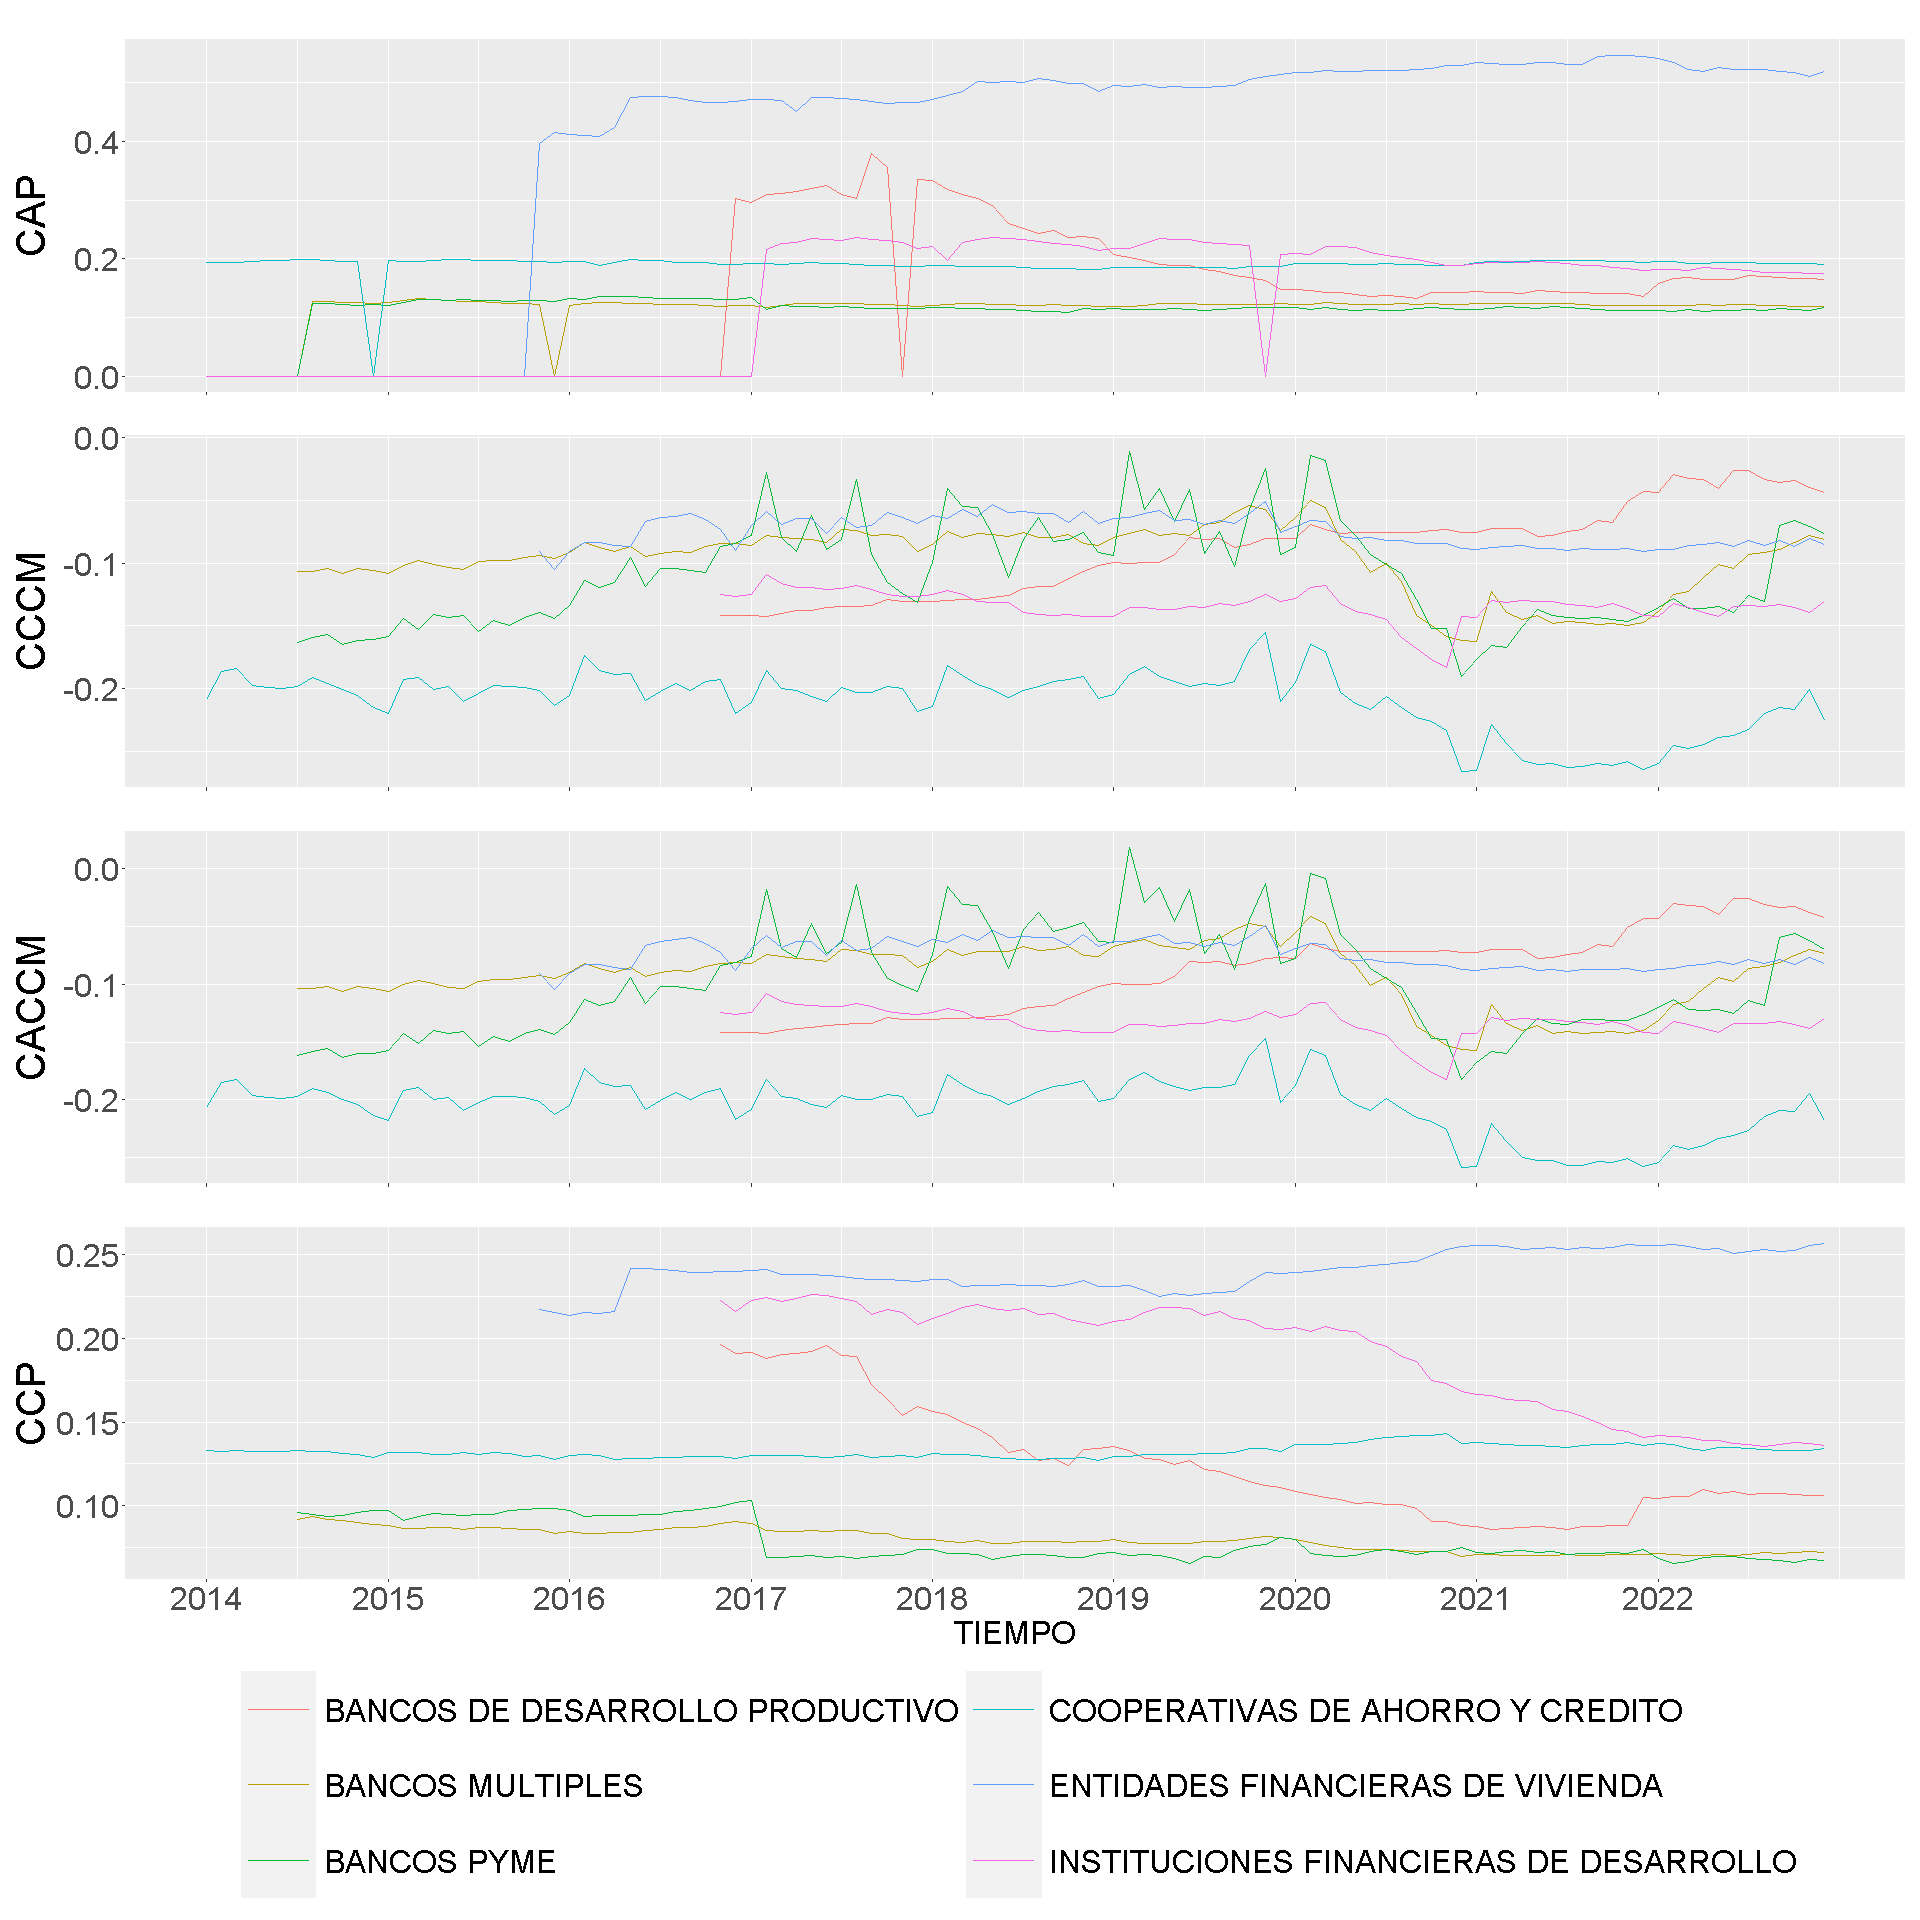 CAP
0.4
0.2
0.0
CCCM
0.0
-0.1
-0.2
CACCM
0.0
-0.1
-0.2
CCP
0.25
0.20
0.15
0.10
2014 2015 2016 2017 2018 2019 2020 2021 2022
TIEMPO
BANCOS DE DESARROLLO PRODUCTIVO COOPERATIVAS DE AHORRO Y CREDITO
BANCOS MULTIPLES ENTIDADES FINANCIERAS DE VIVIENDA
BANCOS PYME INSTITUCIONES FINANCIERAS DE DESARROLLO